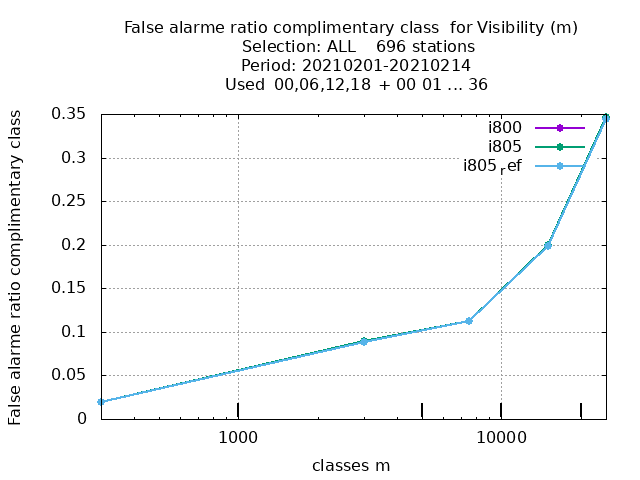 False alarme ratio complimentary class  for Visibility (m)
Selection: ALL    696 stations
Period: 20210201-20210214
Used  00,06,12,18  + 00 01 ... 36
False alarme ratio complimentary class
0.35
0.3
0.25
0.2
0.15
0.1
0.05
0
i800
i805
i805ref
1000
10000
classes m